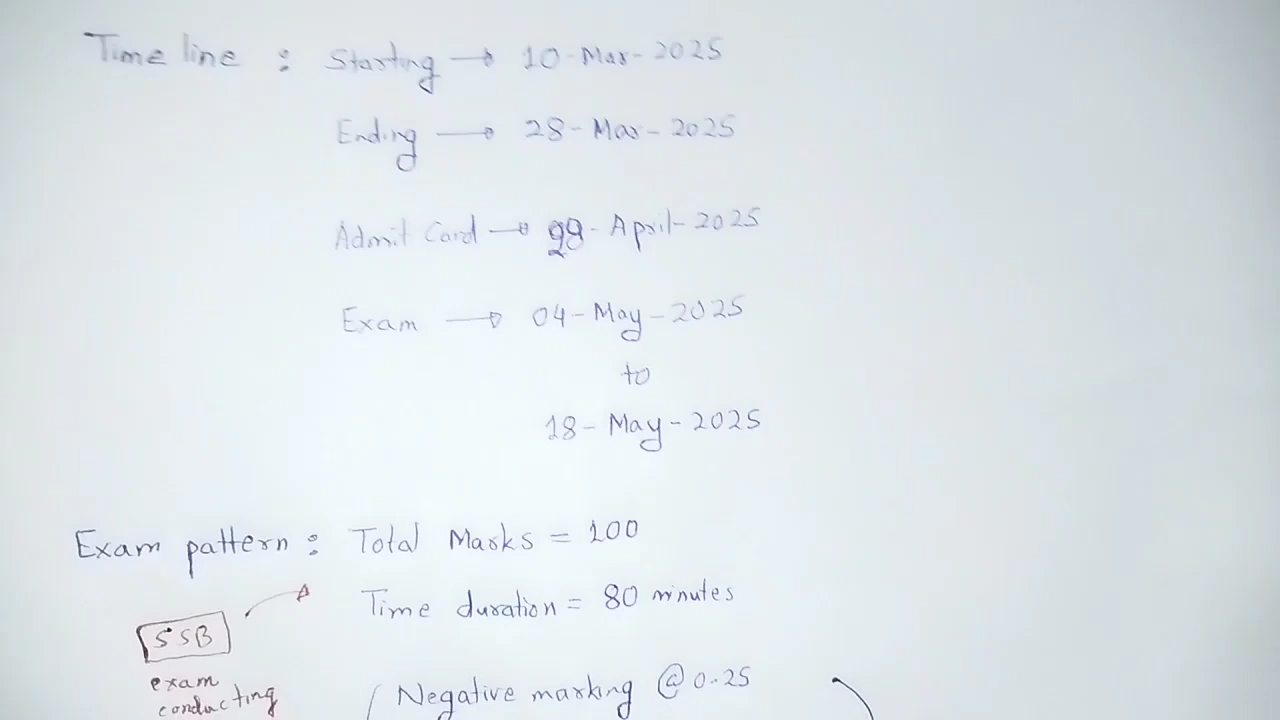 Time line : Starting → 10-Mar-2025
Ending → 28-Mar-2025
Admit Card → -April-2025
Exam → 04-May-2025
to
18-May-2025
Exam pattern : Total Marks = 100
Time duration = 80 minutes
SSB
exam
conducting
Negative marking @ 0.25